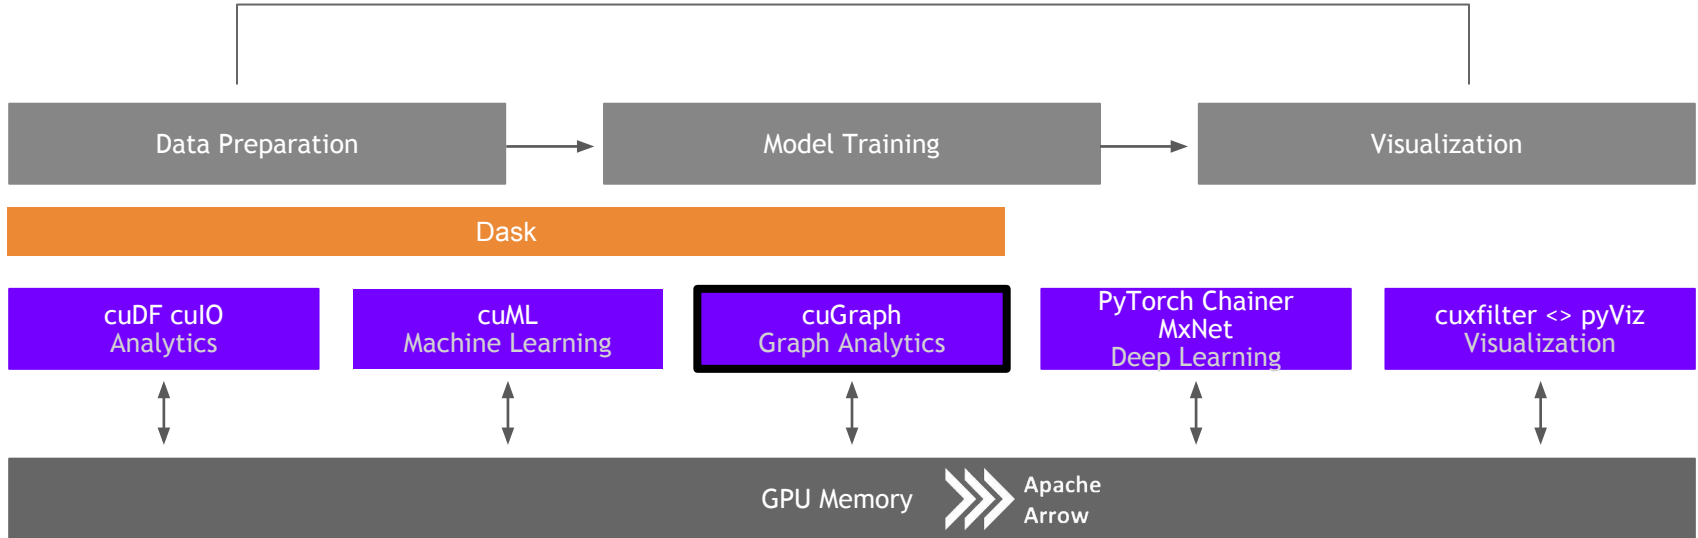 Data Preparation
Model Training
Visualization
Dask
cuDF cuIO
Analytics
cuML
Machine Learning
cuGraph
Graph Analytics
PyTorch Chainer
MxNet
Deep Learning
cuxfilter <> pyViz
Visualization
GPU Memory
Apache
Arrow